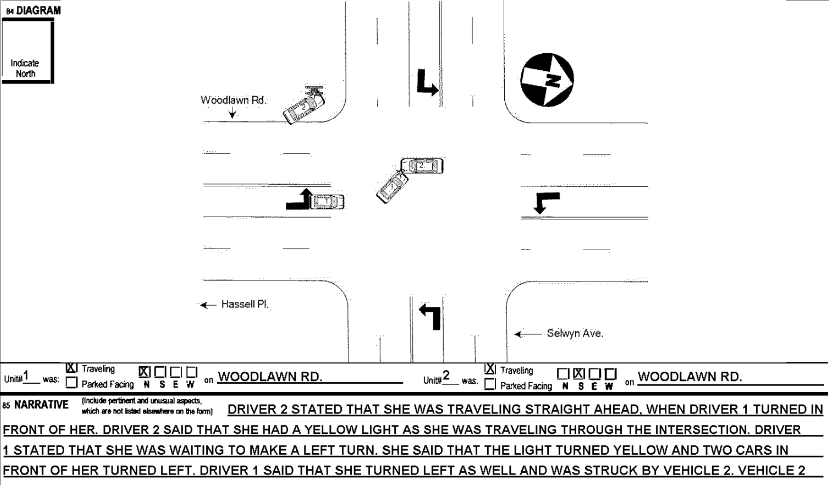 84 DIAGRAM
Indicate
North
N
Woodlawn Rd.
2
1
Hassell Pl.
Selwyn Ave.
Unit# 1 was: X Traveling Parked Facing X N S E W on WOODLAWN RD.
Unit# 2 was: X Traveling Parked Facing N X S E W on WOODLAWN RD.
85 NARRATIVE (Include pertinent and unusual aspects, which are not listed elsewhere on the form) DRIVER 2 STATED THAT SHE WAS TRAVELING STRAIGHT AHEAD, WHEN DRIVER 1 TURNED IN
FRONT OF HER. DRIVER 2 SAID THAT SHE HAD A YELLOW LIGHT AS SHE WAS TRAVELING THROUGH THE INTERSECTION. DRIVER
1 STATED THAT SHE WAS WAITING TO MAKE A LEFT TURN. SHE SAID THAT THE LIGHT TURNED YELLOW AND TWO CARS IN
FRONT OF HER TURNED LEFT. DRIVER 1 SAID THAT SHE TURNED LEFT AS WELL AND WAS STRUCK BY VEHICLE 2. VEHICLE 2